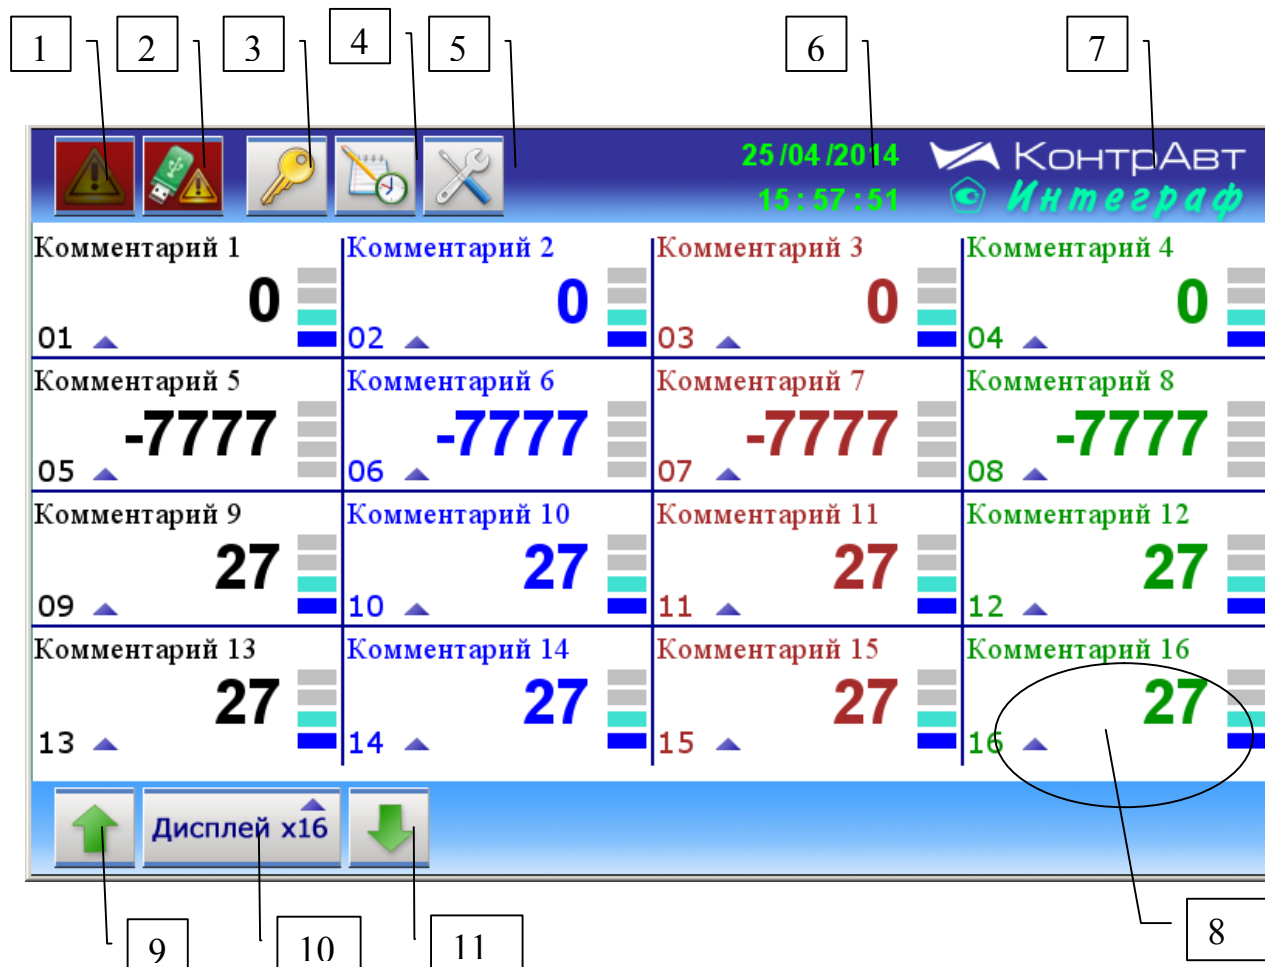 1 2 3 4 5 6 7
25/04/2014 КонтрАвт
15:57:51 Интеграф
Комментарий 1 Комментарий 2 Комментарий 3 Комментарий 4
0 0 0 0
01 02 03 04
Комментарий 5 Комментарий 6 Комментарий 7 Комментарий 8
-7777 -7777 -7777 -7777
05 06 07 08
Комментарий 9 Комментарий 10 Комментарий 11 Комментарий 12
27 27 27 27
09 10 11 12
Комментарий 13 Комментарий 14 Комментарий 15 Комментарий 16
27 27 27 27
13 14 15 16
Дисплей x16
9 10 11 8